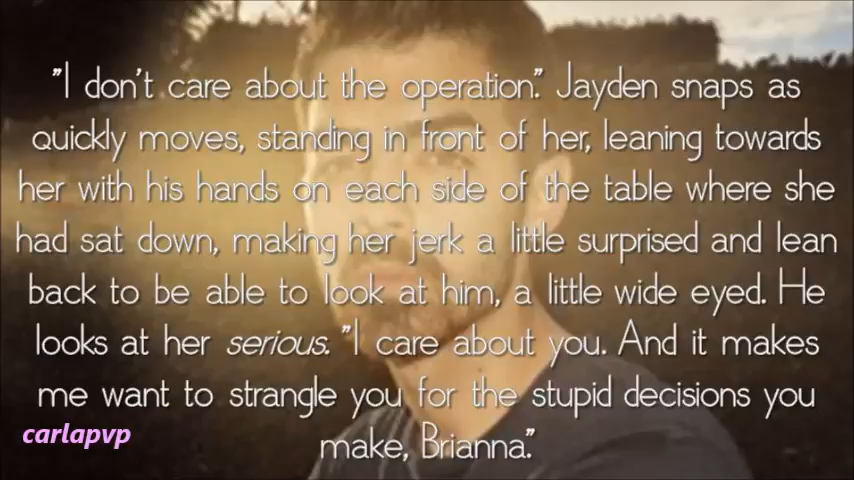 "I don't care about the operation." Jayden snaps as
quickly moves, standing in front of her, leaning towards
her with his hands on each side of the table where she
had sat down, making her jerk a little surprised and lean
back to be able to look at him, a little wide eyed. He
looks at her serious. "I care about you. And it makes
me want to strangle you for the stupid decisions you
make, Brianna."
carlapvp